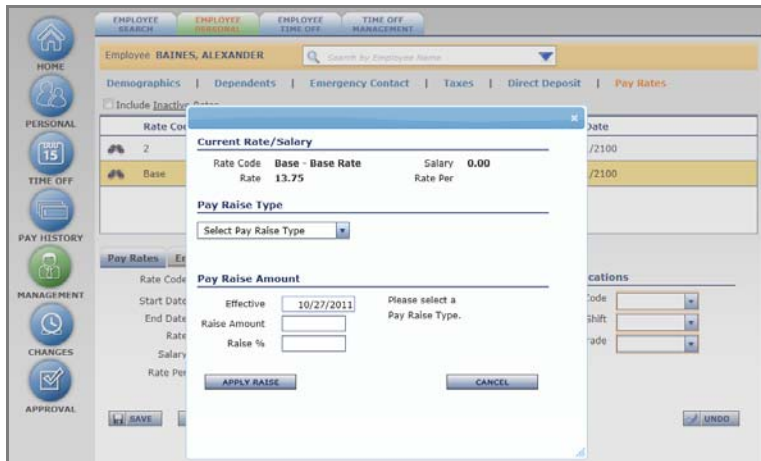 EMPLOYEE SEARCH
EMPLOYEE PERSONAL
EMPLOYEE TIME OFF
TIME OFF MANAGEMENT
HOME
Employee BAINES, ALEXANDER
Search by Employee Name
Demographics | Dependents | Emergency Contact | Taxes | Direct Deposit | Pay Rates
Include Inactive Rates
PERSONAL
Rate Co
Date
2
/2100
Base
/2100
15
TIME OFF
PAY HISTORY
MANAGEMENT
CHANGES
APPROVAL
Current Rate/Salary
Rate Code Base - Base Rate Salary 0.00
Rate 13.75 Rate Per
Pay Raise Type
Select Pay Raise Type
Pay Raise Amount
Effective 10/27/2011 Please select a
Pay Raise Type.
Raise Amount
Raise %
APPLY RAISE CANCEL
Pay Rates
Rate Code
Start Date
End Date
Rate
Salary
Rate Per
cations
Code
Shift
rade
SAVE
UNDO